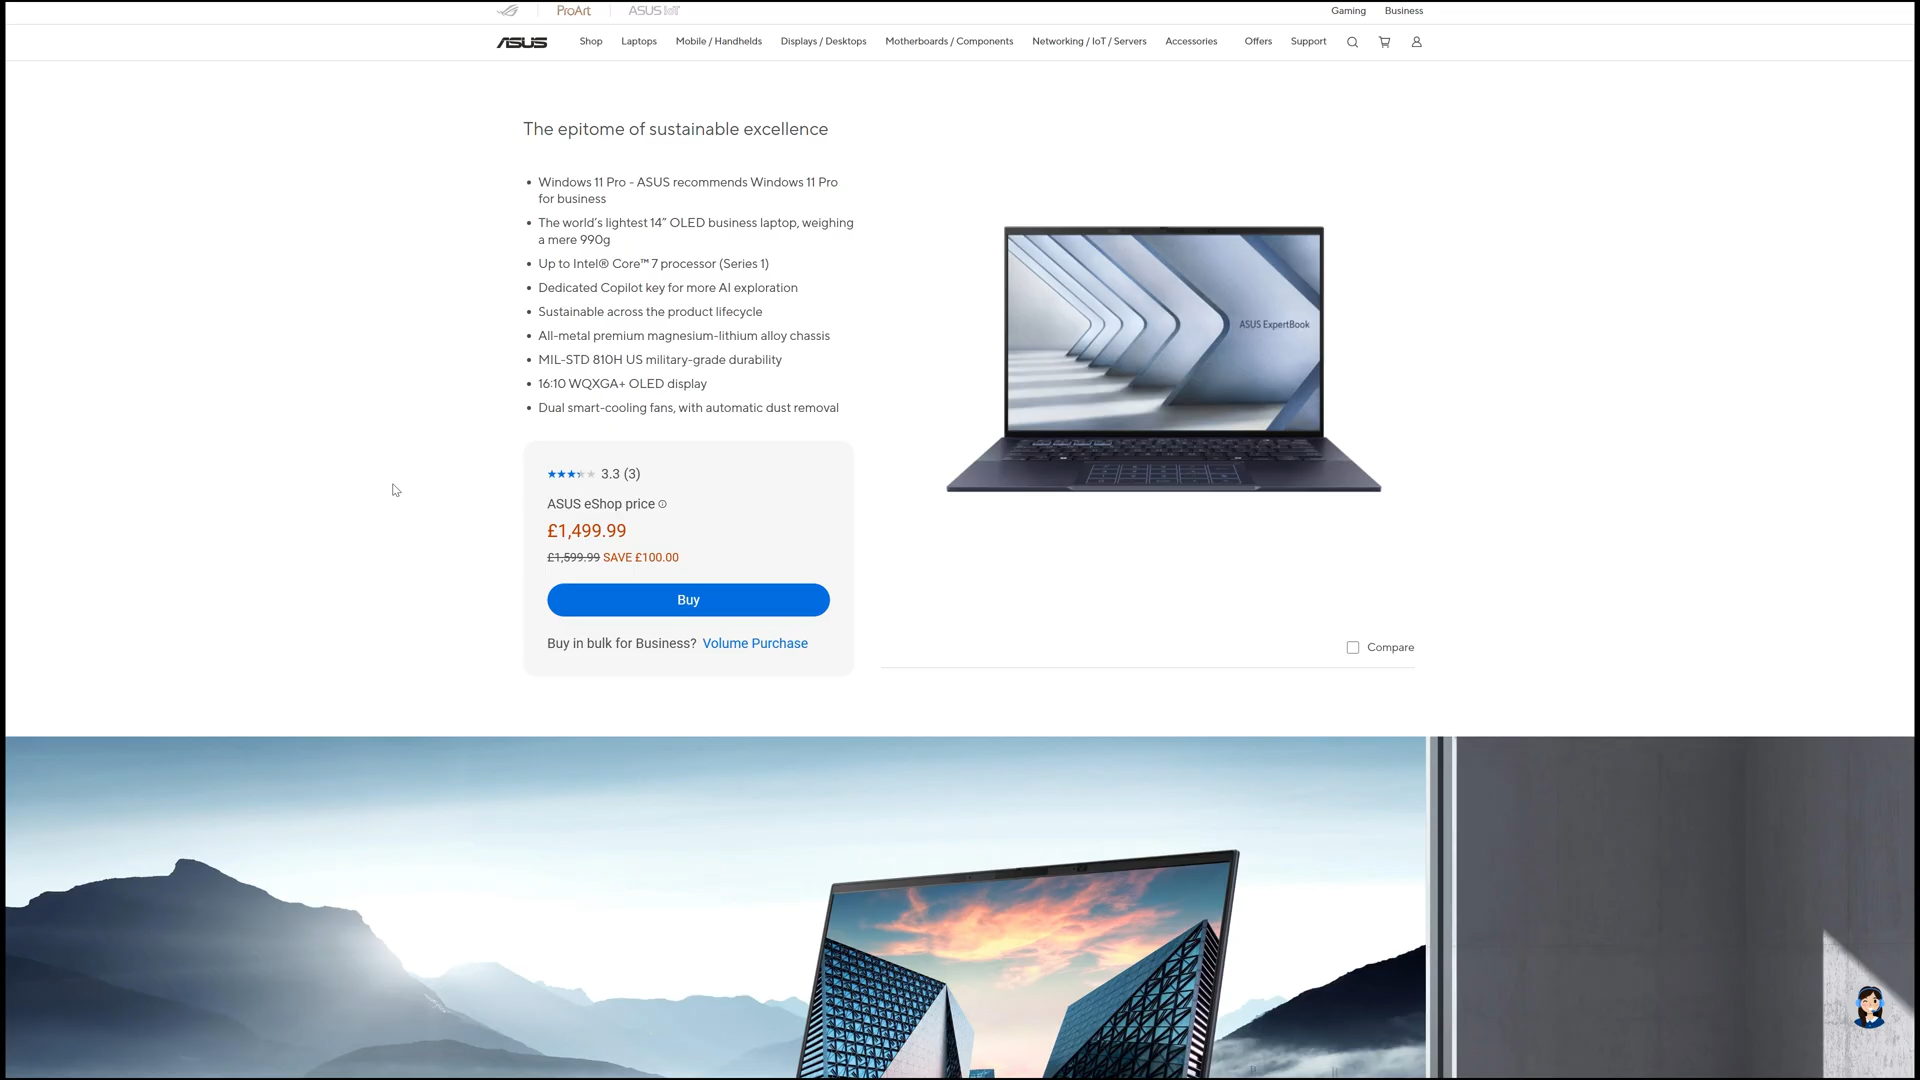 ProArt
ASUS IoT
Gaming
Business
ASUS
Shop
Laptops
Mobile / Handhelds
Displays / Desktops
Motherboards / Components
Networking / IoT / Servers
Accessories
Offers
Support
The epitome of sustainable excellence
Windows 11 Pro - ASUS recommends Windows 11 Pro
for business
The world’s lightest 14” OLED business laptop, weighing
a mere 990g
Up to Intel® Core™ 7 processor (Series 1)
Dedicated Copilot key for more AI exploration
Sustainable across the product lifecycle
All-metal premium magnesium-lithium alloy chassis
MIL-STD 810H US military-grade durability
16:10 WQXGA+ OLED display
Dual smart-cooling fans, with automatic dust removal
ASUS ExpertBook
3.3 (3)
ASUS eShop price
£1,499.99
£1,599.99 SAVE £100.00
Buy
Buy in bulk for Business? Volume Purchase
Compare